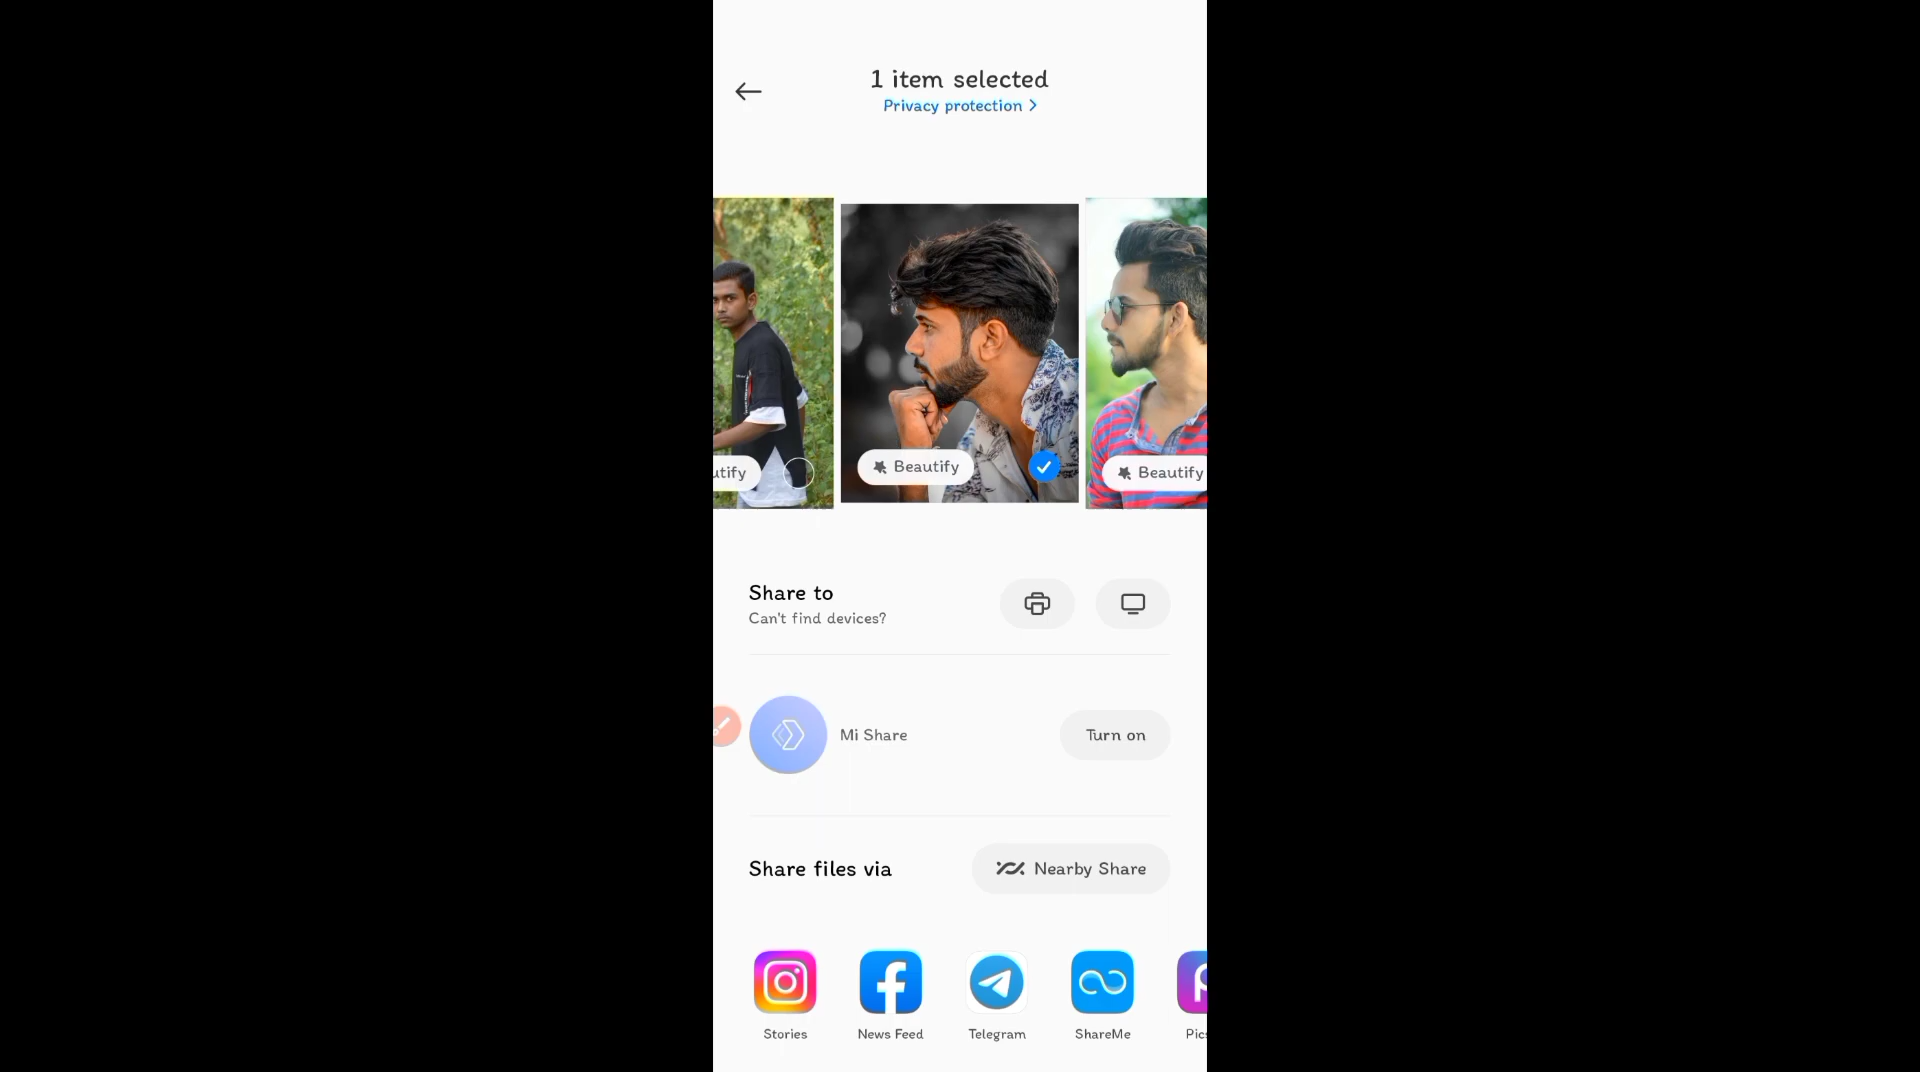 1 item selected
Privacy protection >
utify
Beautify
Beautify
Share to
Can't find devices?
Mi Share
Turn on
Share files via
Nearby Share
Stories
News Feed
Telegram
ShareMe
Pics